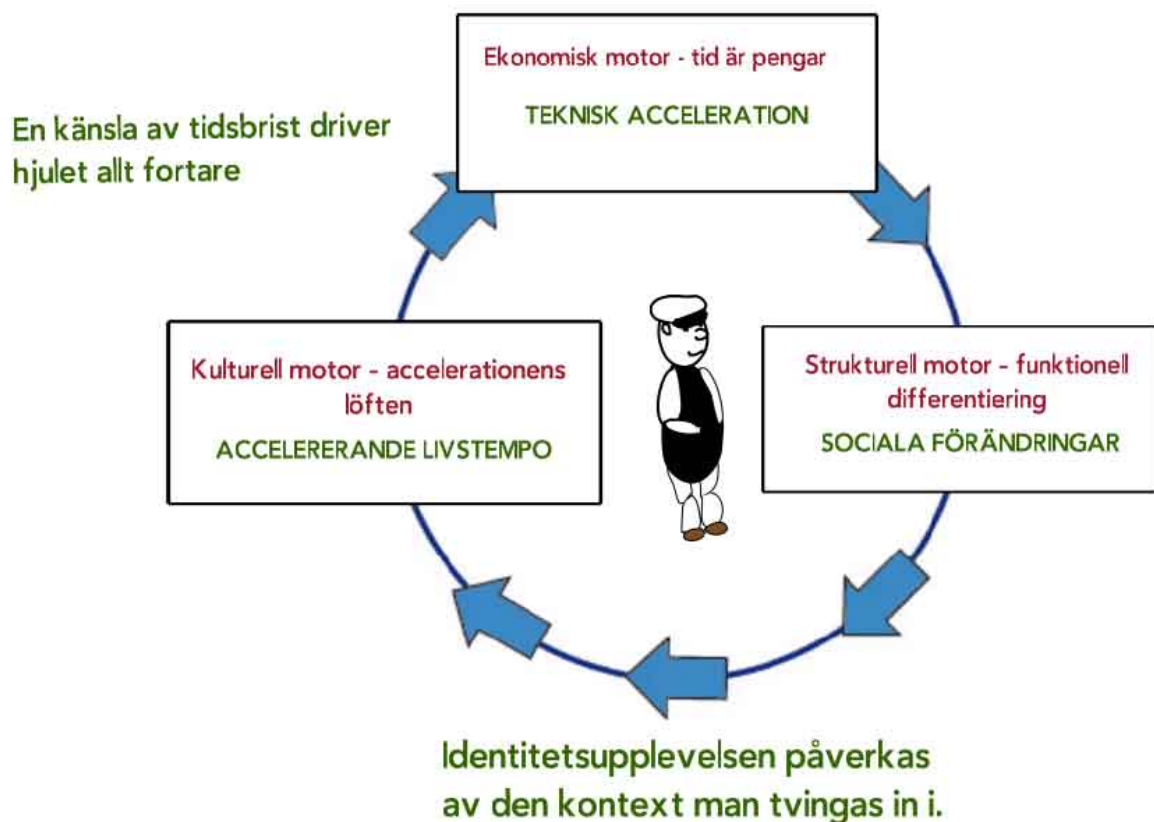 Ekonomisk motor - tid är pengar
TEKNISK ACCELERATION
En känsla av tidsbrist driver
hjulet allt fortare
Kulturell motor - accelerationens
löften
ACCELERERANDE LIVSTEMPO
Strukturell motor - funktionell
differentiering
SOCIALA FÖRÄNDRINGAR
Identitetsupplevelsen påverkas
av den kontext man tvingas in i.